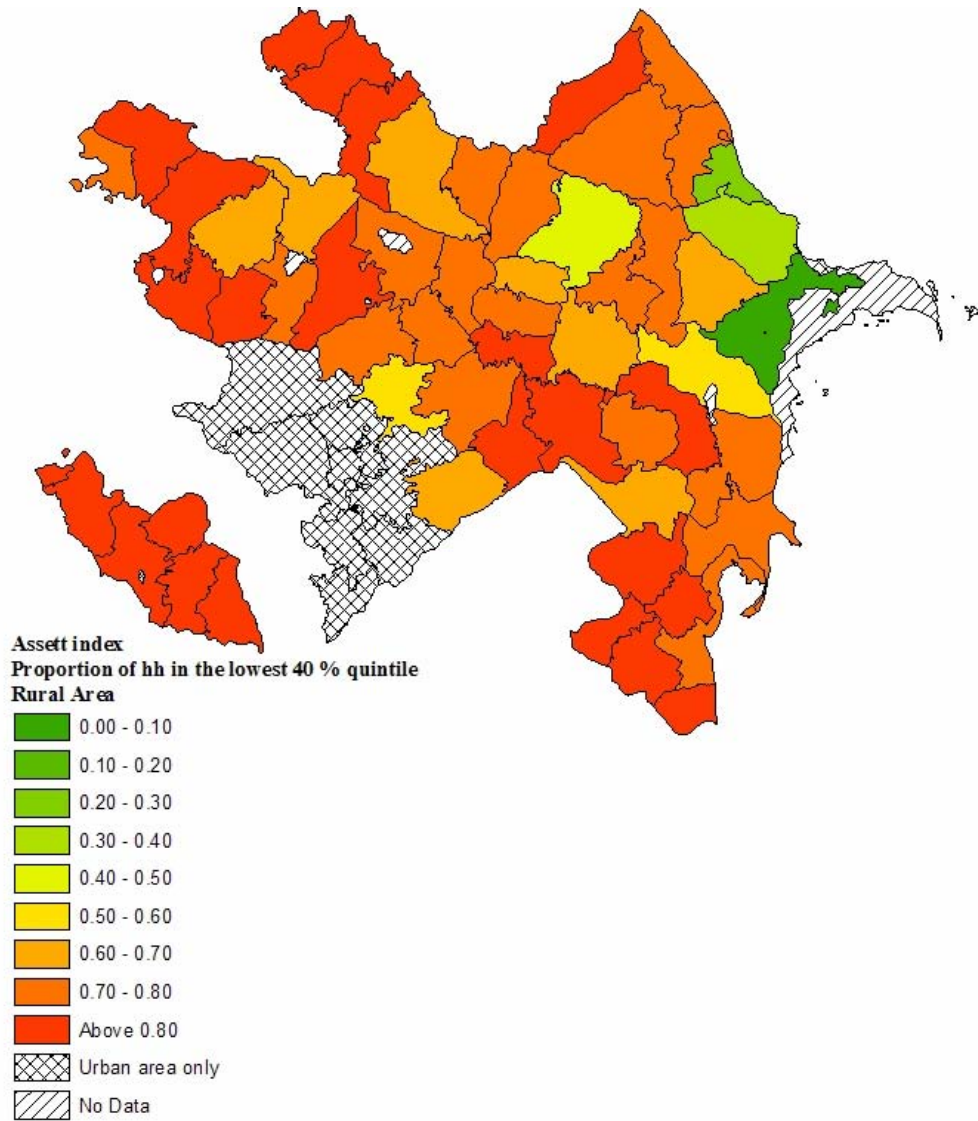 Assett index
Proportion of hh in the lowest 40 % quintile
Rural Area
0.00 - 0.10
0.10 - 0.20
0.20 - 0.30
0.30 - 0.40
0.40 - 0.50
0.50 - 0.60
0.60 - 0.70
0.70 - 0.80
Above 0.80
Urban area only
No Data